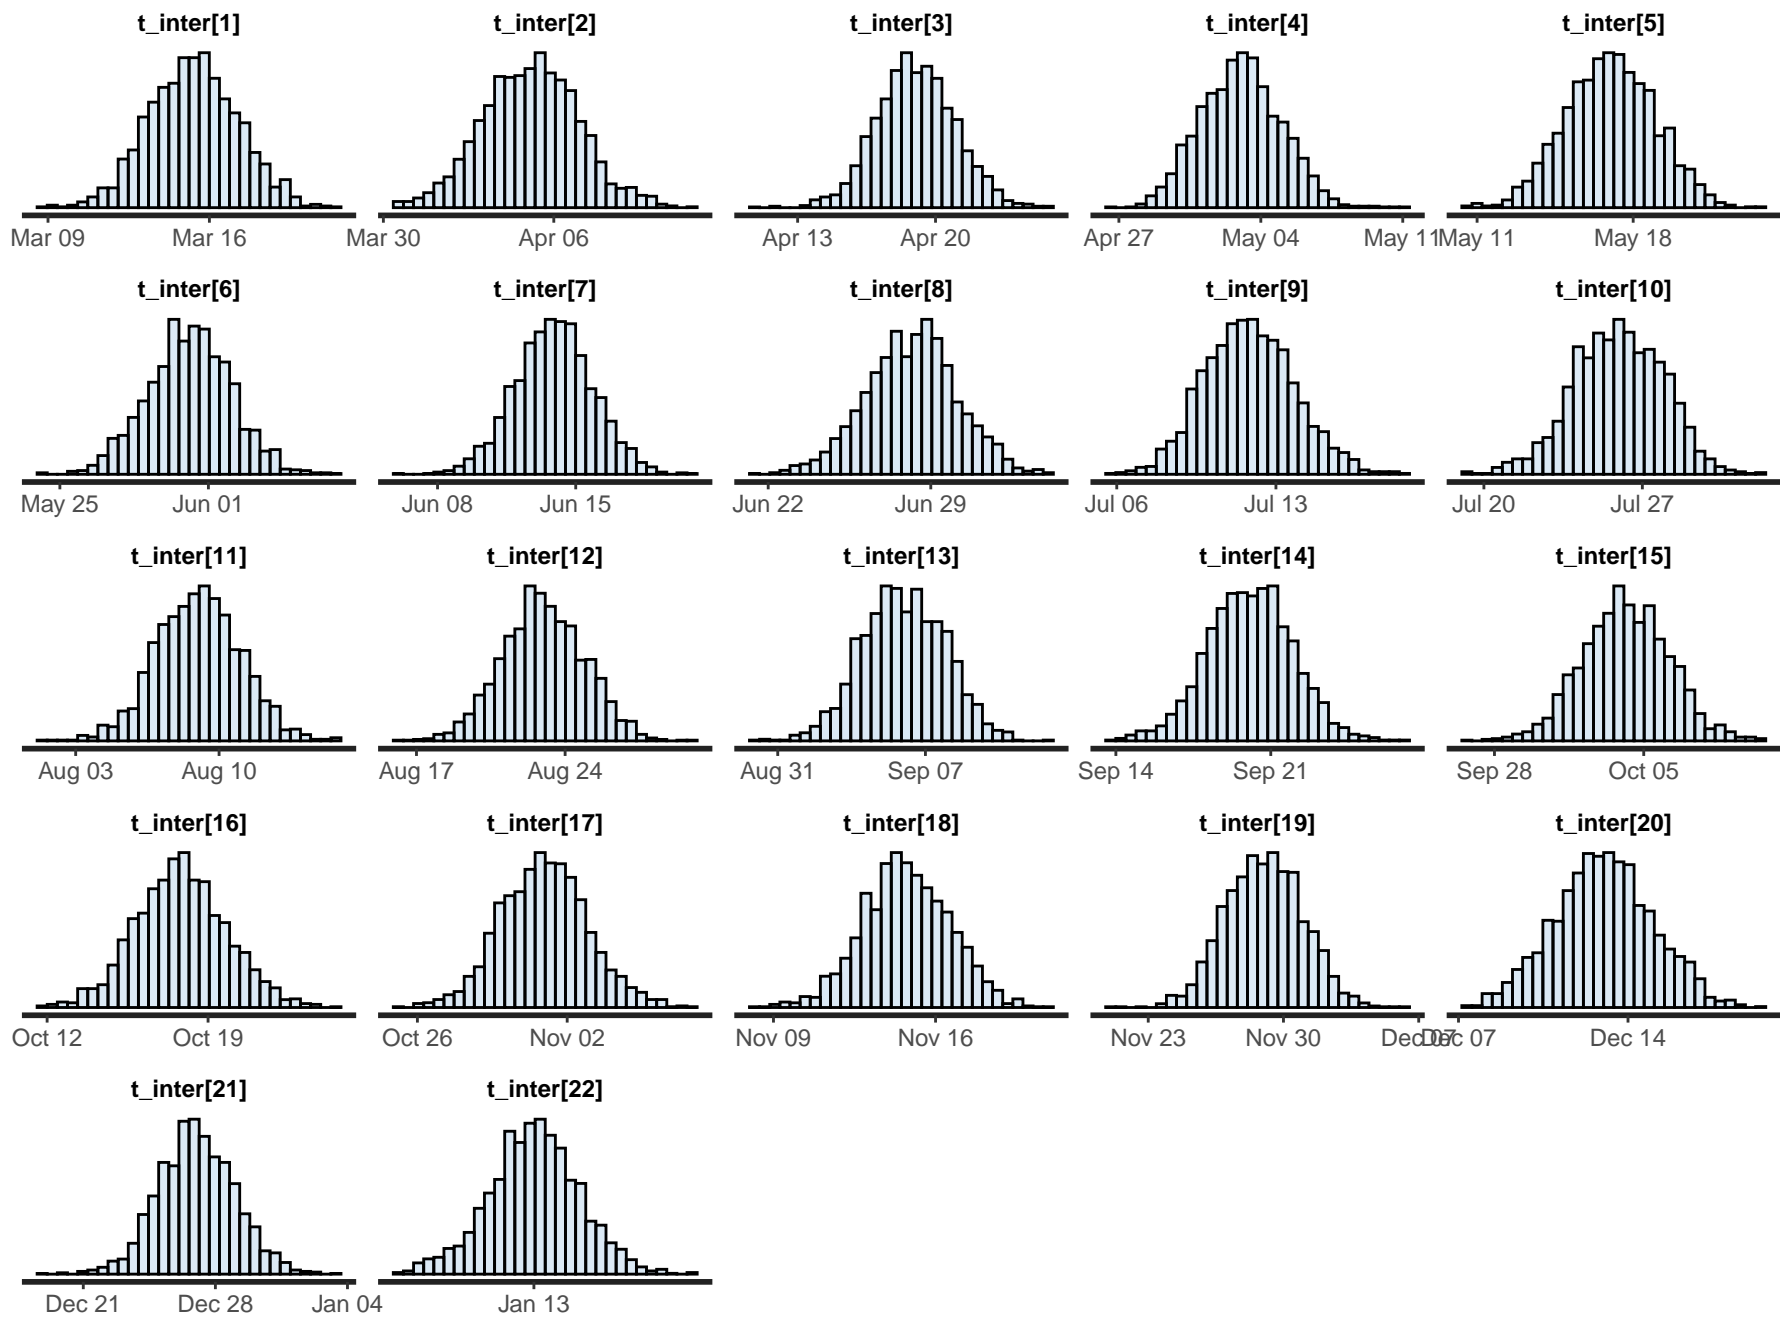 t_inter[1] t_inter[2] t_inter[3] t_inter[4] t_inter[5]
Mar 09 Mar 16 Mar 30 Apr 06 Apr 13 Apr 20 Apr 27 May 04 May 11 May 11 May 18
t_inter[6] t_inter[7] t_inter[8] t_inter[9] t_inter[10]
May 25 Jun 01 Jun 08 Jun 15 Jun 22 Jun 29 Jul 06 Jul 13 Jul 20 Jul 27
t_inter[11] t_inter[12] t_inter[13] t_inter[14] t_inter[15]
Aug 03 Aug 10 Aug 17 Aug 24 Aug 31 Sep 07 Sep 14 Sep 21 Sep 28 Oct 05
t_inter[16] t_inter[17] t_inter[18] t_inter[19] t_inter[20]
Oct 12 Oct 19 Oct 26 Nov 02 Nov 09 Nov 16 Nov 23 Nov 30 Dec 07 Dec 07 Dec 14
t_inter[21] t_inter[22]
Dec 21 Dec 28 Jan 04 Jan 13